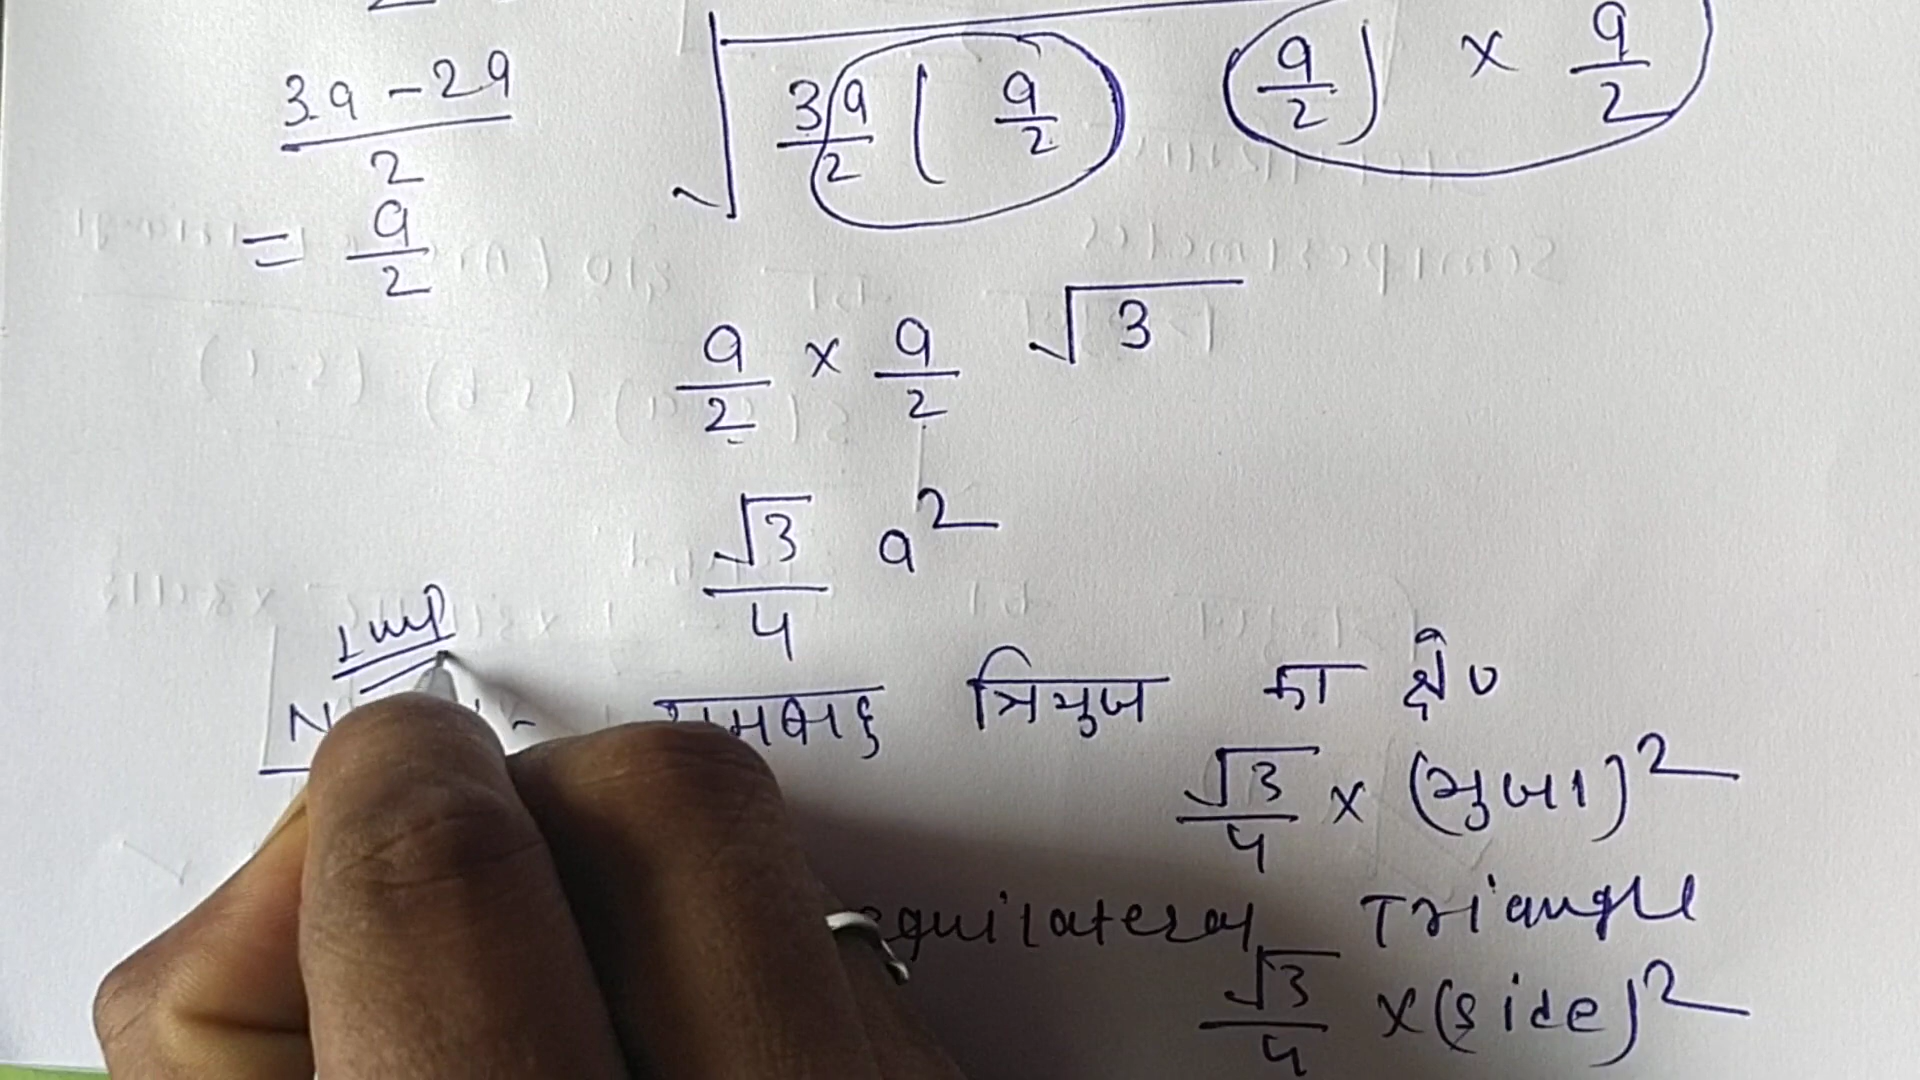 3a - 2a / 2
= a/2
√ 3a/2 ( a/2 a/2 ) × a/2
a/2 × a/2 √3
√3/4 a²
Imp
समबाहु त्रिभुज का क्षे०
√3/4 × (भुजा)²
equilateral Triangle
√3/4 × (side)²